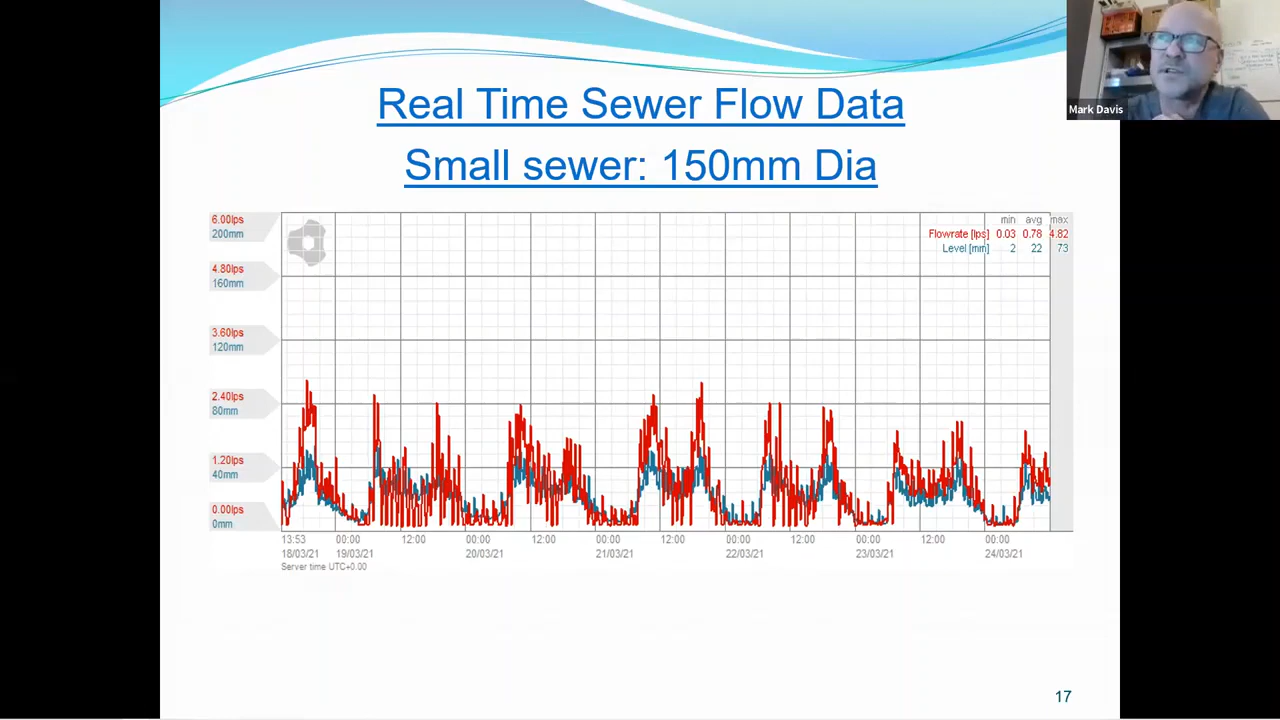 Real Time Sewer Flow Data
Small sewer: 150mm Dia
Mark Davis
6.00lps
200mm
4.80lps
160mm
3.60lps
120mm
2.40lps
80mm
1.20lps
40mm
0.00lps
0mm
min avg max
Flowrate [lps] 0.03 0.78 4.82
Level [mm] 2 22 73
13:53 00:00 12:00 00:00 12:00 00:00 12:00 00:00 12:00 00:00 12:00 00:00
18/03/21 19/03/21 20/03/21 21/03/21 22/03/21 23/03/21 24/03/21
Server time UTC+0.00
17